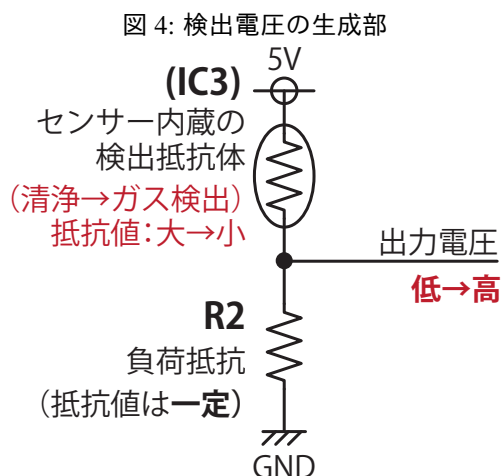 図 4: 検出電圧の生成部
5V
(IC3)
センサー内蔵の
検出抵抗体
（清浄→ガス検出）
抵抗値：大→小
出力電圧
低→高
R2
負荷抵抗
（抵抗値は一定）
GND